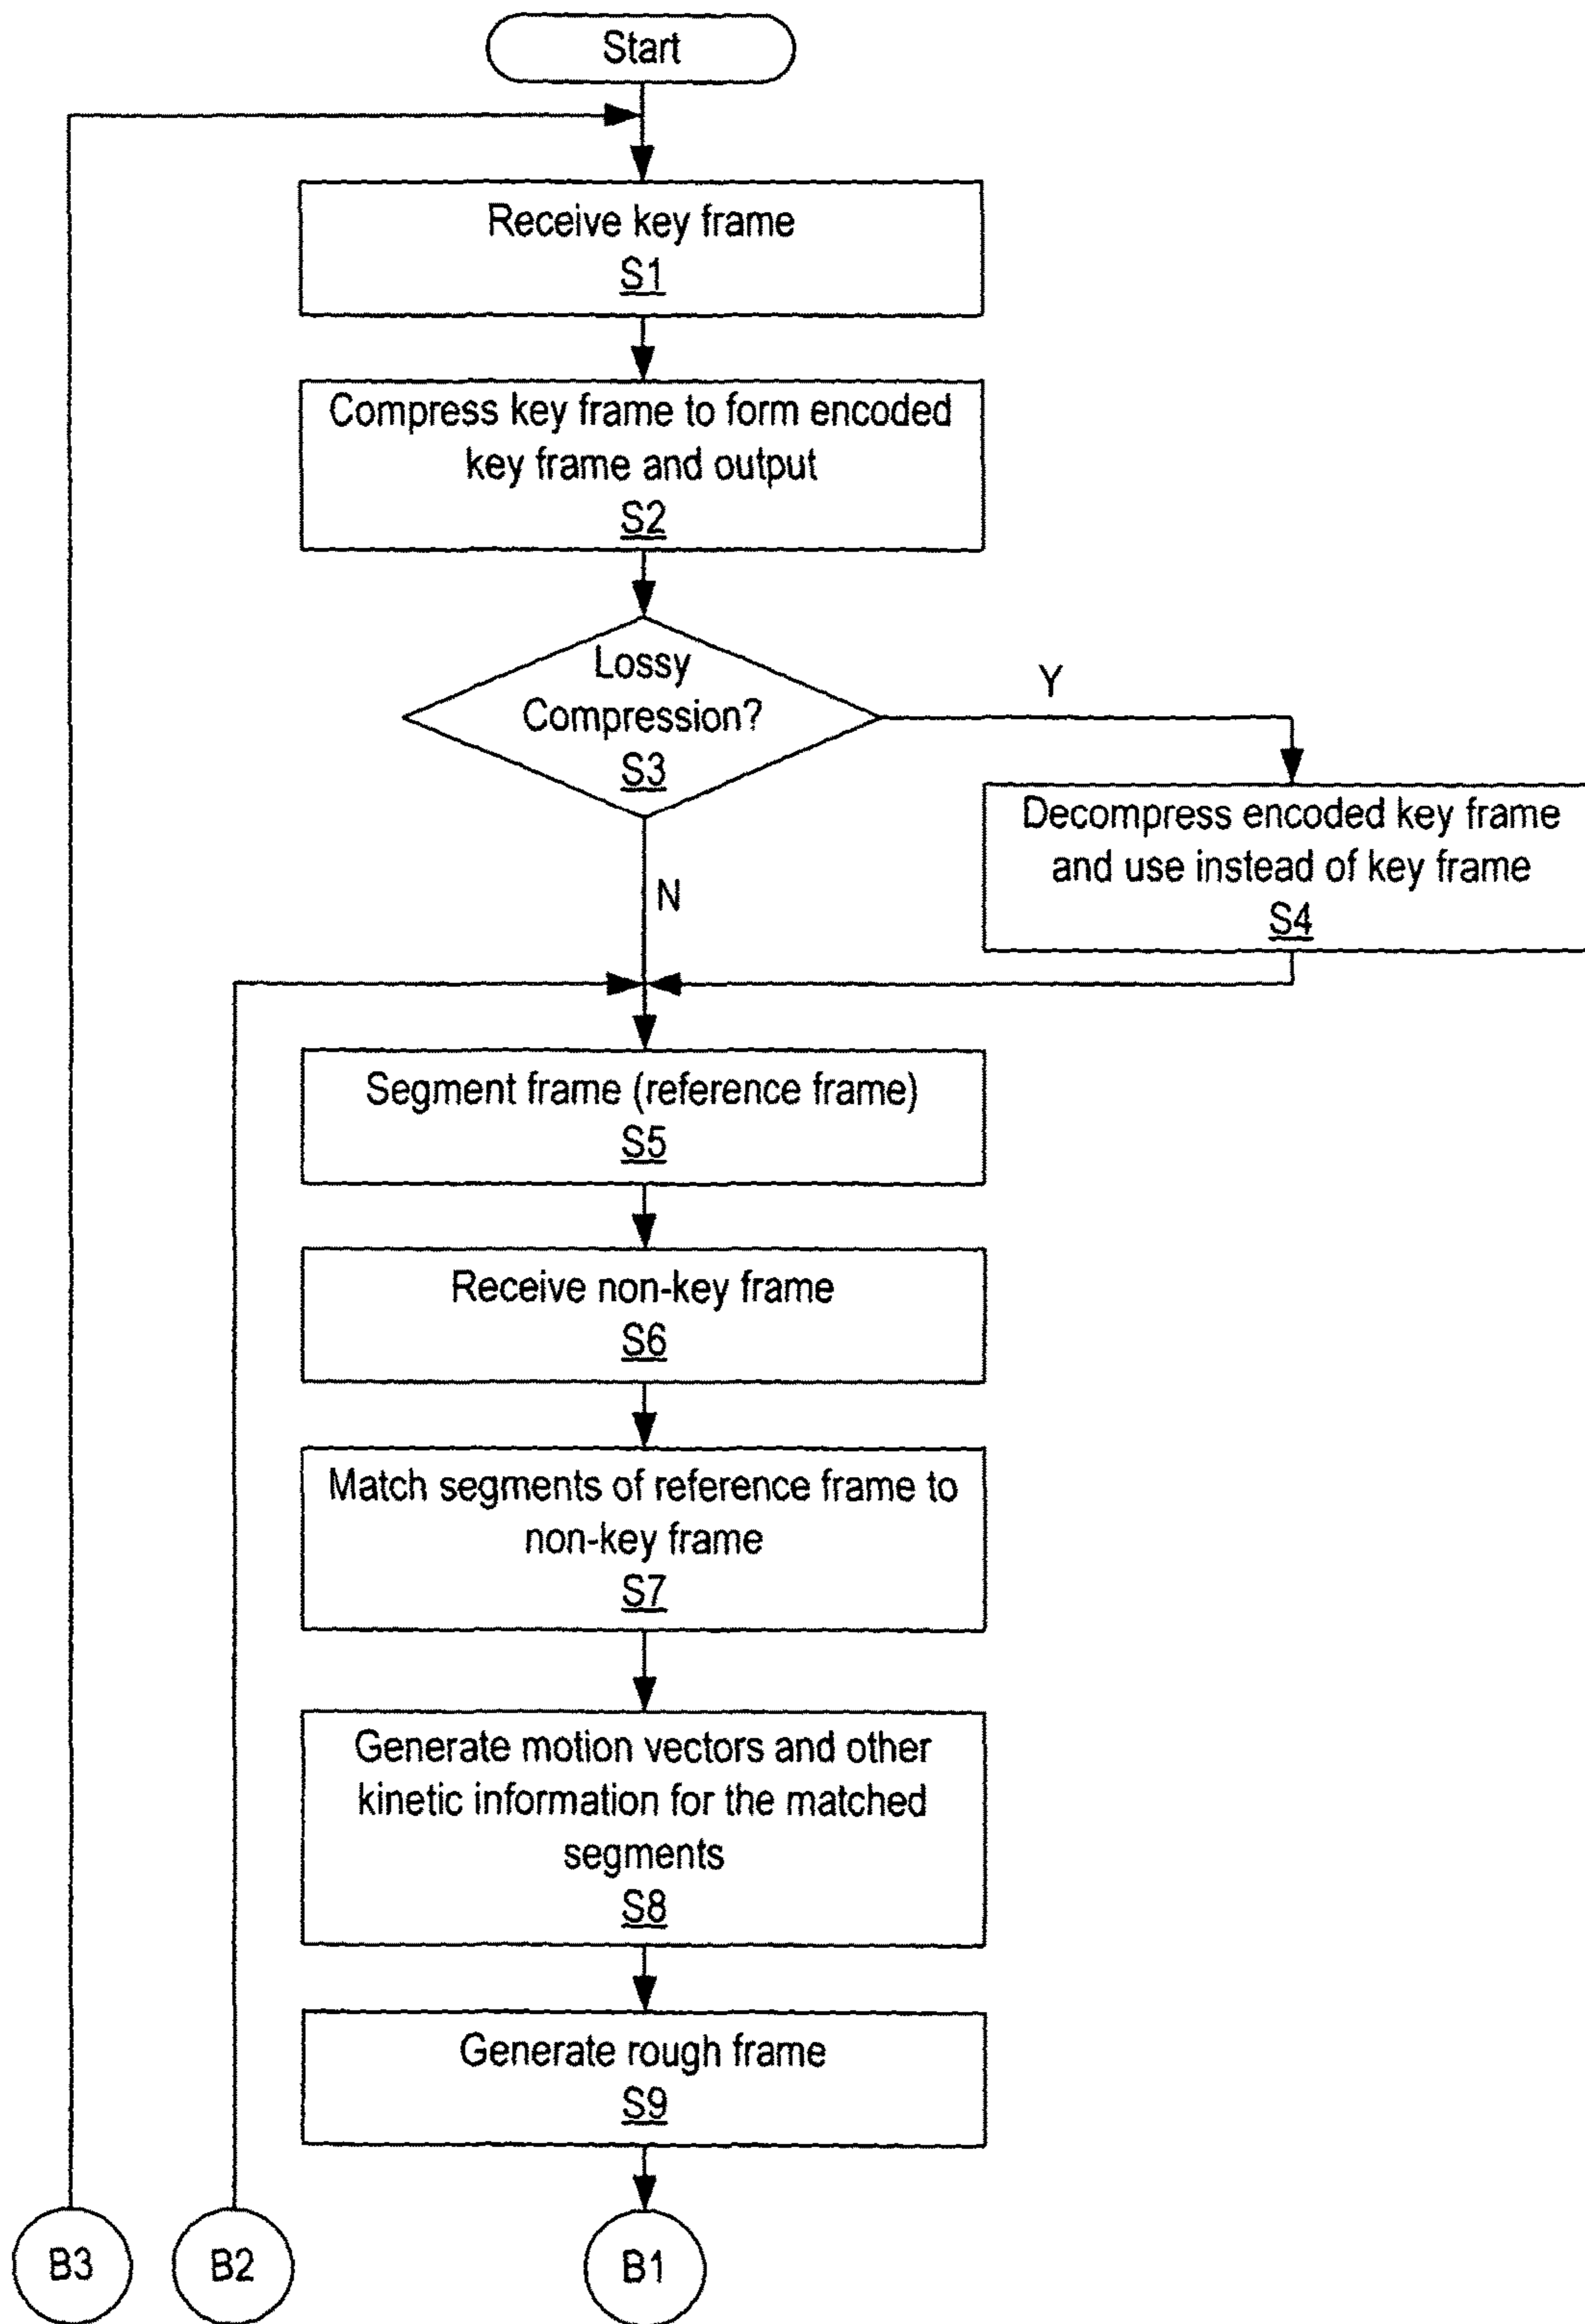 Start
Receive key frame
S1
Compress key frame to form encoded
key frame and output
S2
Lossy
Compression?
S3
Y
N
Decompress encoded key frame
and use instead of key frame
S4
Segment frame (reference frame)
S5
Receive non-key frame
S6
Match segments of reference frame to
non-key frame
S7
Generate motion vectors and other
kinetic information for the matched
segments
S8
Generate rough frame
S9
B3
B2
B1